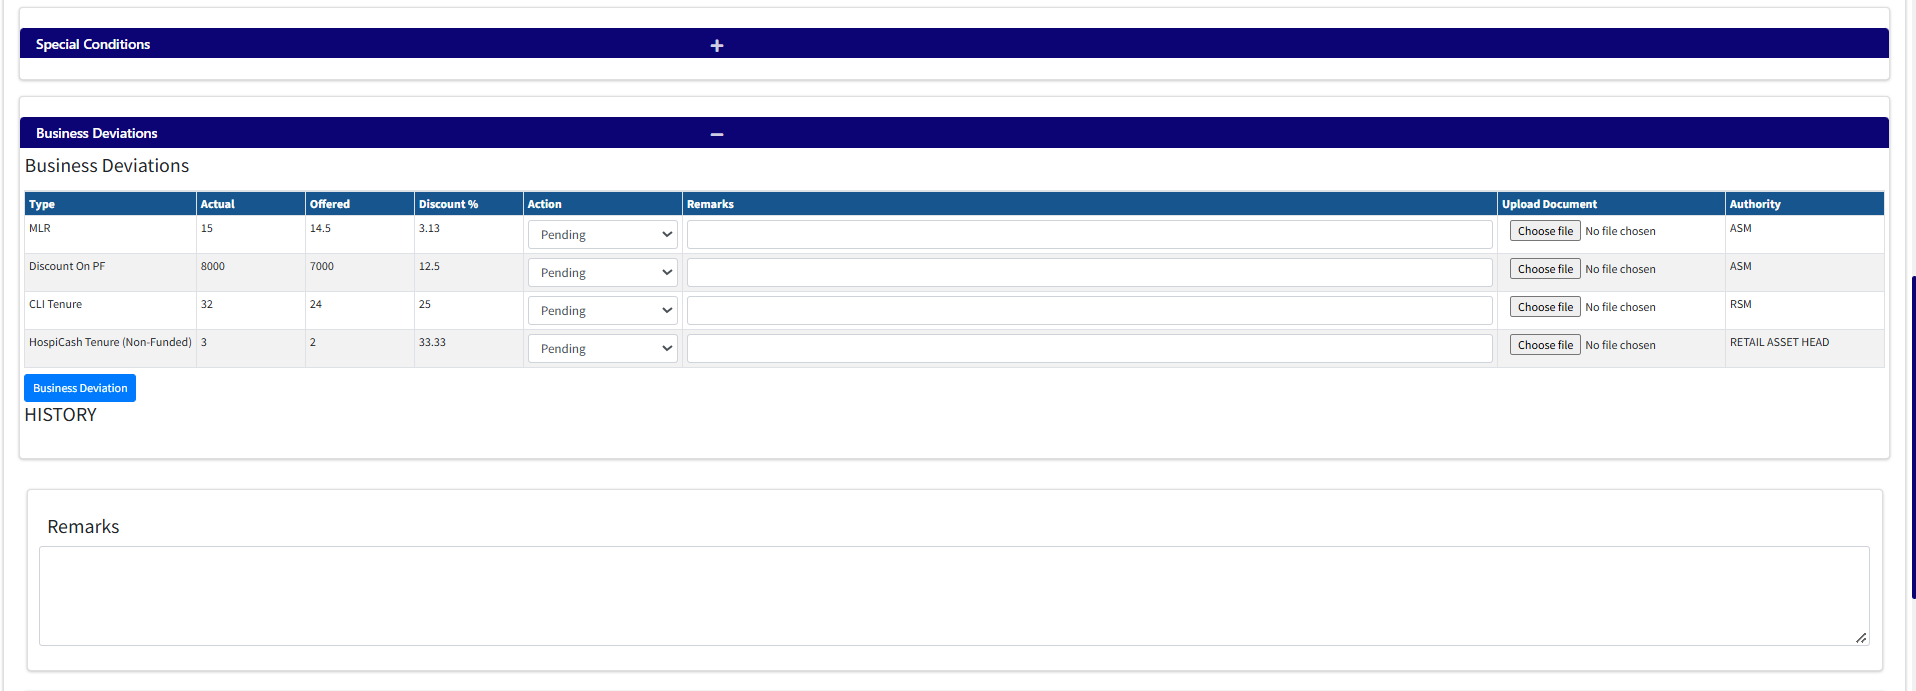 Special Conditions
Business Deviations
Business Deviations
Type Actual Offered Discount % Action Remarks Upload Document Authority
MLR 15 14.5 3.13 Pending Choose file No file chosen ASM
Discount On PF 8000 7000 12.5 Pending Choose file No file chosen ASM
CLI Tenure 32 24 25 Pending Choose file No file chosen RSM
HospiCash Tenure (Non-Funded) 3 2 33.33 Pending Choose file No file chosen RETAIL ASSET HEAD
Business Deviation
HISTORY
Remarks